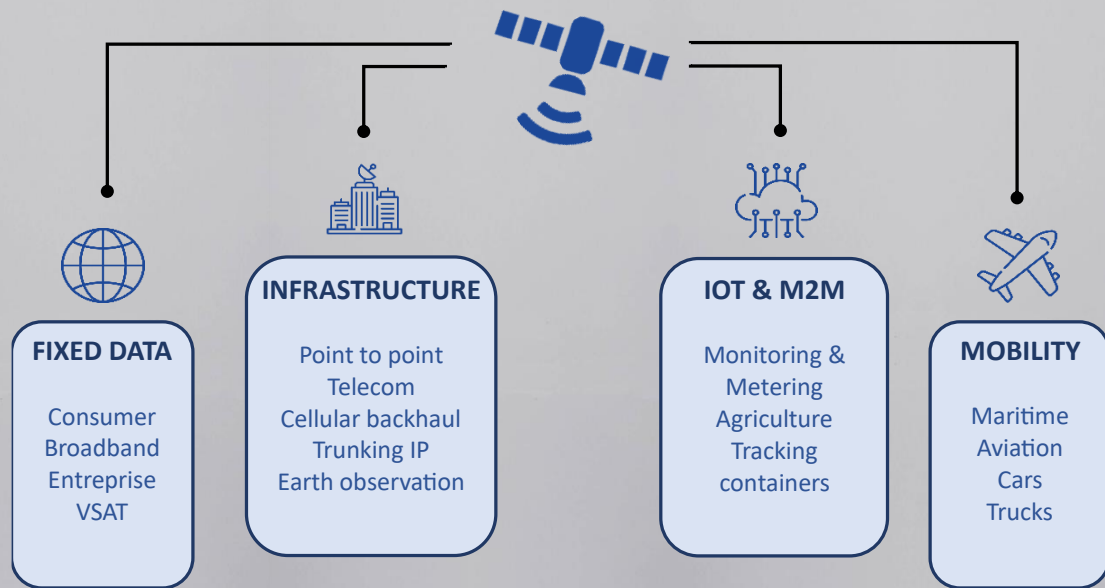 FIXED DATA
Consumer
Broadband
Entreprise
VSAT
INFRASTRUCTURE
Point to point
Telecom
Cellular backhaul
Trunking IP
Earth observation
IOT & M2M
Monitoring &
Metering
Agriculture
Tracking
containers
MOBILITY
Maritime
Aviation
Cars
Trucks